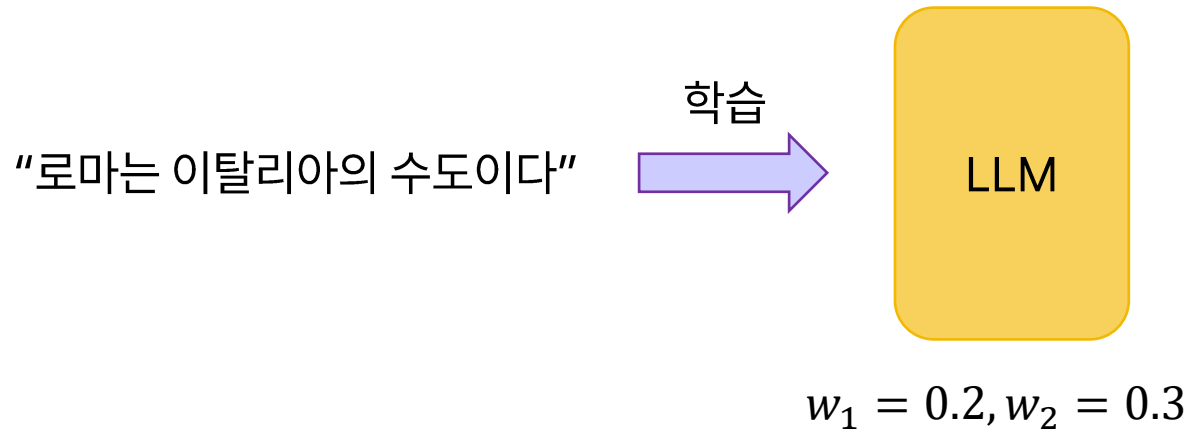 학습
“로마는 이탈리아의 수도이다”
LLM
w₁ = 0.2, w₂ = 0.3